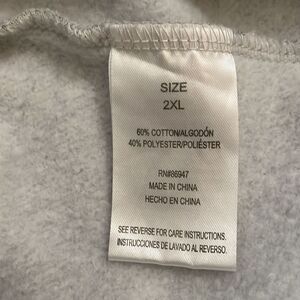 SIZE
2XL
60% COTTON/ALGODÓN
40% POLYESTER/POLIÉSTER
RN#86947
MADE IN CHINA
HECHO EN CHINA
SEE REVERSE FOR CARE INSTRUCTIONS.
INSTRUCCIONES DE LAVADO AL REVERSO.